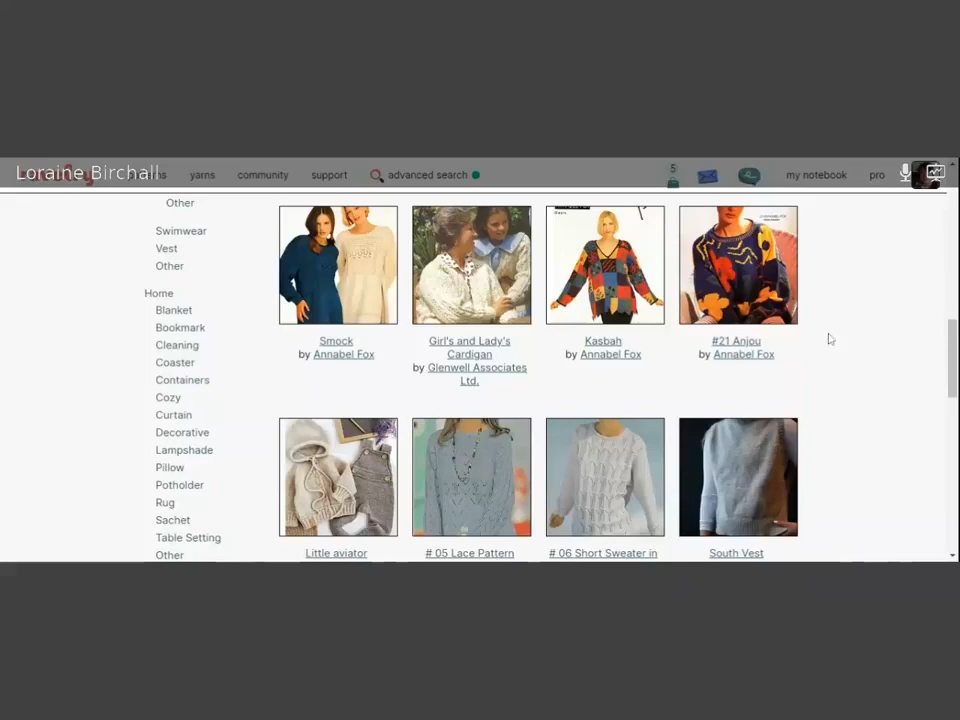 Loraine Birchall
yarns
community
support
advanced search
5
my notebook
pro
Other
Swimwear
Vest
Other
Home
Blanket
Bookmark
Cleaning
Coaster
Containers
Cozy
Curtain
Decorative
Lampshade
Pillow
Potholder
Rug
Sachet
Table Setting
Other
Smock
by Annabel Fox
Girl's and Lady's
Cardigan
by Glenwell Associates
Ltd.
Kasbah
by Annabel Fox
#21 Anjou
by Annabel Fox
Little aviator
# 05 Lace Pattern
# 06 Short Sweater in
South Vest